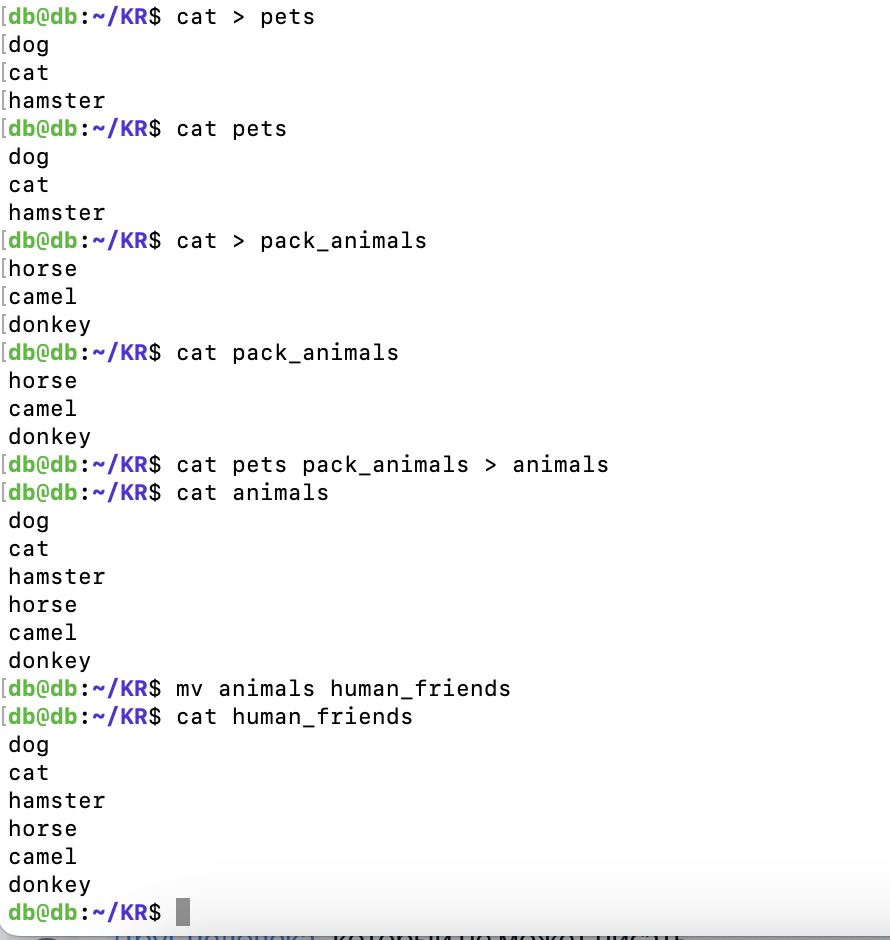 [db@db:~/KR$ cat > pets
[dog
[cat
[hamster
[db@db:~/KR$ cat pets
dog
cat
hamster
[db@db:~/KR$ cat > pack_animals
[horse
[camel
[donkey
[db@db:~/KR$ cat pack_animals
horse
camel
donkey
[db@db:~/KR$ cat pets pack_animals > animals
[db@db:~/KR$ cat animals
dog
cat
hamster
horse
camel
donkey
[db@db:~/KR$ mv animals human_friends
[db@db:~/KR$ cat human_friends
dog
cat
hamster
horse
camel
donkey
db@db:~/KR$